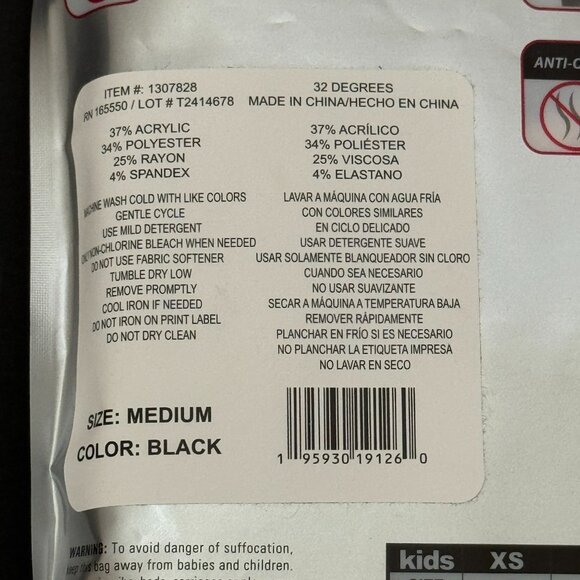 ANTI-O
ITEM #: 1307828
RN 165550 / LOT # T2414678
37% ACRYLIC
34% POLYESTER
25% RAYON
4% SPANDEX
MACHINE WASH COLD WITH LIKE COLORS
GENTLE CYCLE
USE MILD DETERGENT
ONLY NON-CHLORINE BLEACH WHEN NEEDED
DO NOT USE FABRIC SOFTENER
TUMBLE DRY LOW
REMOVE PROMPTLY
COOL IRON IF NEEDED
DO NOT IRON ON PRINT LABEL
DO NOT DRY CLEAN
SIZE: MEDIUM
COLOR: BLACK
32 DEGREES
MADE IN CHINA/HECHO EN CHINA
37% ACRÍLICO
34% POLIÉSTER
25% VISCOSA
4% ELASTANO
LAVAR A MÁQUINA CON AGUA FRÍA
CON COLORES SIMILARES
EN CICLO DELICADO
USAR DETERGENTE SUAVE
USAR SOLAMENTE BLANQUEADOR SIN CLORO
CUANDO SEA NECESARIO
NO USAR SUAVIZANTE
SECAR A MÁQUINA A TEMPERATURA BAJA
REMOVER RÁPIDAMENTE
PLANCHAR EN FRÍO SI ES NECESARIO
NO PLANCHAR LA ETIQUETA IMPRESA
NO LAVAR EN SECO
1 95930 19126 0
WARNING: To avoid danger of suffocation,
keep this bag away from babies and children.
kids XS